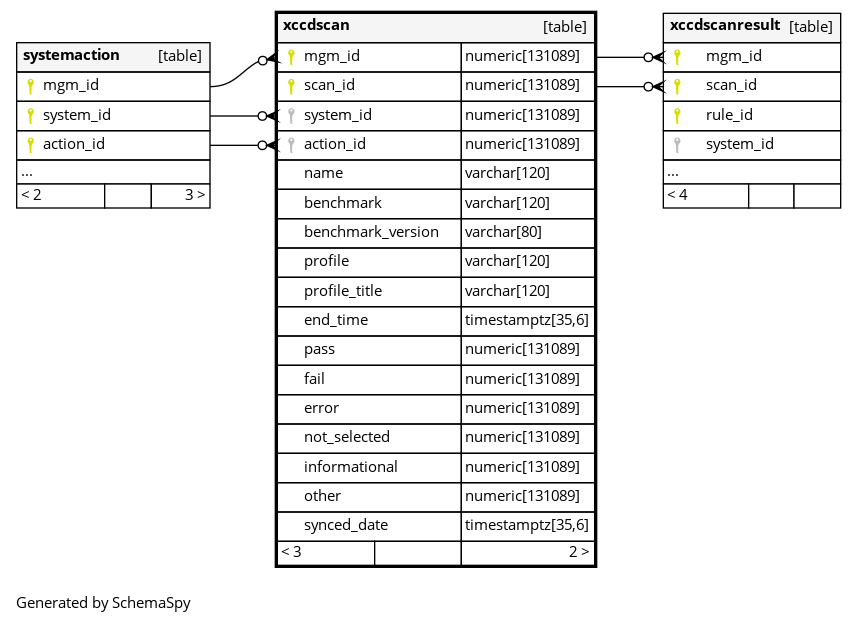 systemaction [table]
mgm_id
system_id
action_id
...
< 2 3 >
xccdscan [table]
mgm_id numeric[131089]
scan_id numeric[131089]
system_id numeric[131089]
action_id numeric[131089]
name varchar[120]
benchmark varchar[120]
benchmark_version varchar[80]
profile varchar[120]
profile_title varchar[120]
end_time timestamptz[35,6]
pass numeric[131089]
fail numeric[131089]
error numeric[131089]
not_selected numeric[131089]
informational numeric[131089]
other numeric[131089]
synced_date timestamptz[35,6]
< 3 2 >
xccdscanresult [table]
mgm_id
scan_id
rule_id
system_id
...
< 4
Generated by SchemaSpy